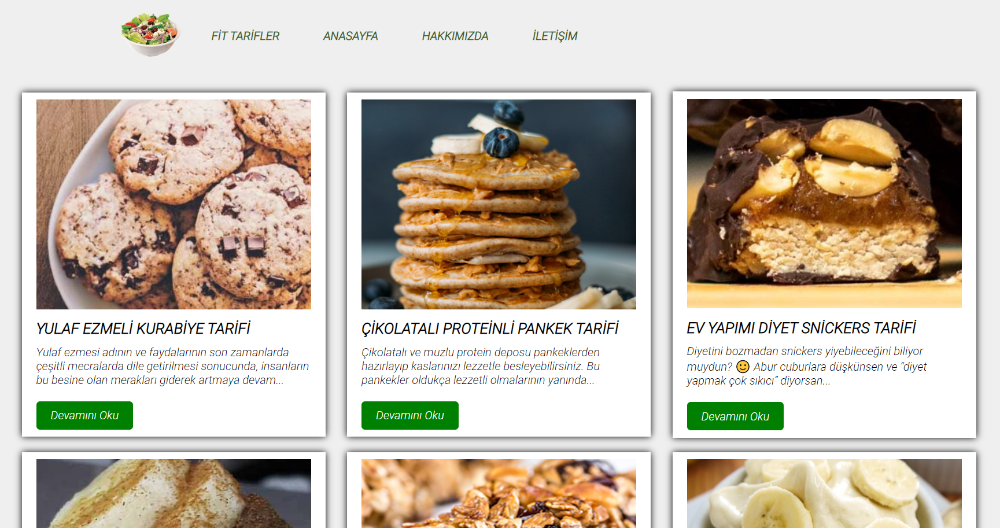 FİT TARİFLER ANASAYFA HAKKIMIZDA İLETİŞİM
YULAF EZMELİ KURABİYE TARİFİ
Yulaf ezmesi adının ve faydalarının son zamanlarda
çeşitli mecralarda dile getirilmesi sonucunda, insanların
bu besine olan merakları giderek artmaya devam...
Devamını Oku
ÇİKOLATALI PROTEİNLİ PANKEK TARİFİ
Çikolatalı ve muzlu protein deposu pankeklerden
hazırlayıp kaslarınızı lezzetle besleyebilirsiniz. Bu
pankekler oldukça lezzetli olmalarının yanında...
Devamını Oku
EV YAPIMI DİYET SNİCKERS TARİFİ
Diyetini bozmadan snickers yiyebileceğini biliyor
muydun? 🙂 Abur cuburlara düşkünsen ve “diyet
yapmak çok sıkıcı” diyorsan...
Devamını Oku